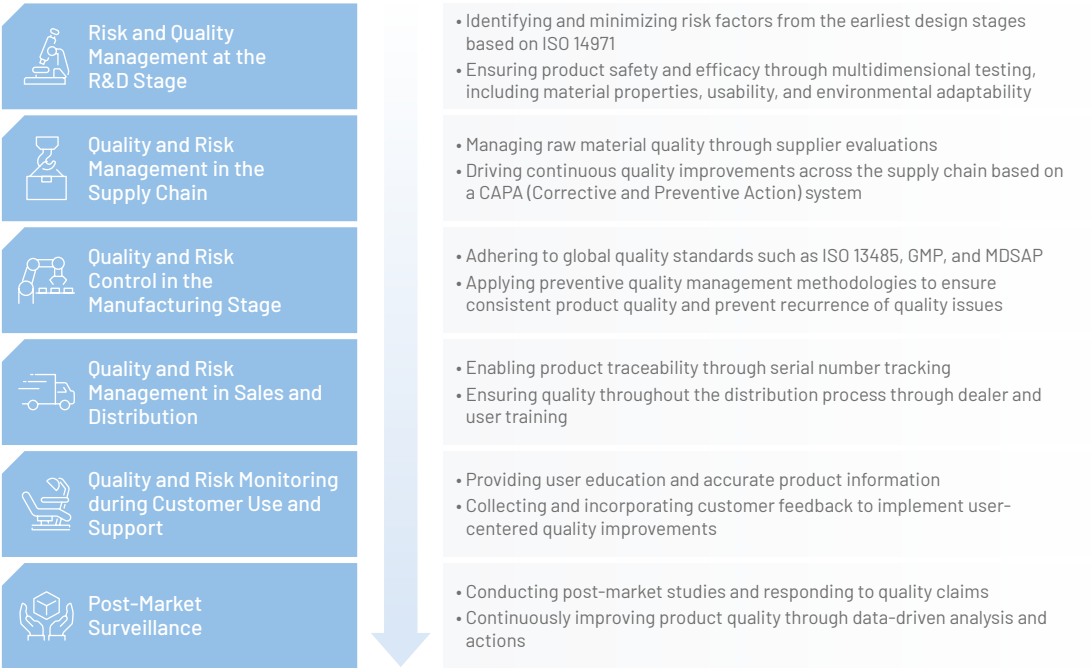 Risk and Quality
Management at the
R&D Stage
• Identifying and minimizing risk factors from the earliest design stages
based on ISO 14971
• Ensuring product safety and efficacy through multidimensional testing,
including material properties, usability, and environmental adaptability
Quality and Risk
Management in the
Supply Chain
• Managing raw material quality through supplier evaluations
• Driving continuous quality improvements across the supply chain based on
a CAPA (Corrective and Preventive Action) system
Quality and Risk
Control in the
Manufacturing Stage
• Adhering to global quality standards such as ISO 13485, GMP, and MDSAP
• Applying preventive quality management methodologies to ensure
consistent product quality and prevent recurrence of quality issues
Quality and Risk
Management in Sales and
Distribution
• Enabling product traceability through serial number tracking
• Ensuring quality throughout the distribution process through dealer and
user training
Quality and Risk Monitoring
during Customer Use and
Support
• Providing user education and accurate product information
• Collecting and incorporating customer feedback to implement user-
centered quality improvements
Post-Market
Surveillance
• Conducting post-market studies and responding to quality claims
• Continuously improving product quality through data-driven analysis and
actions